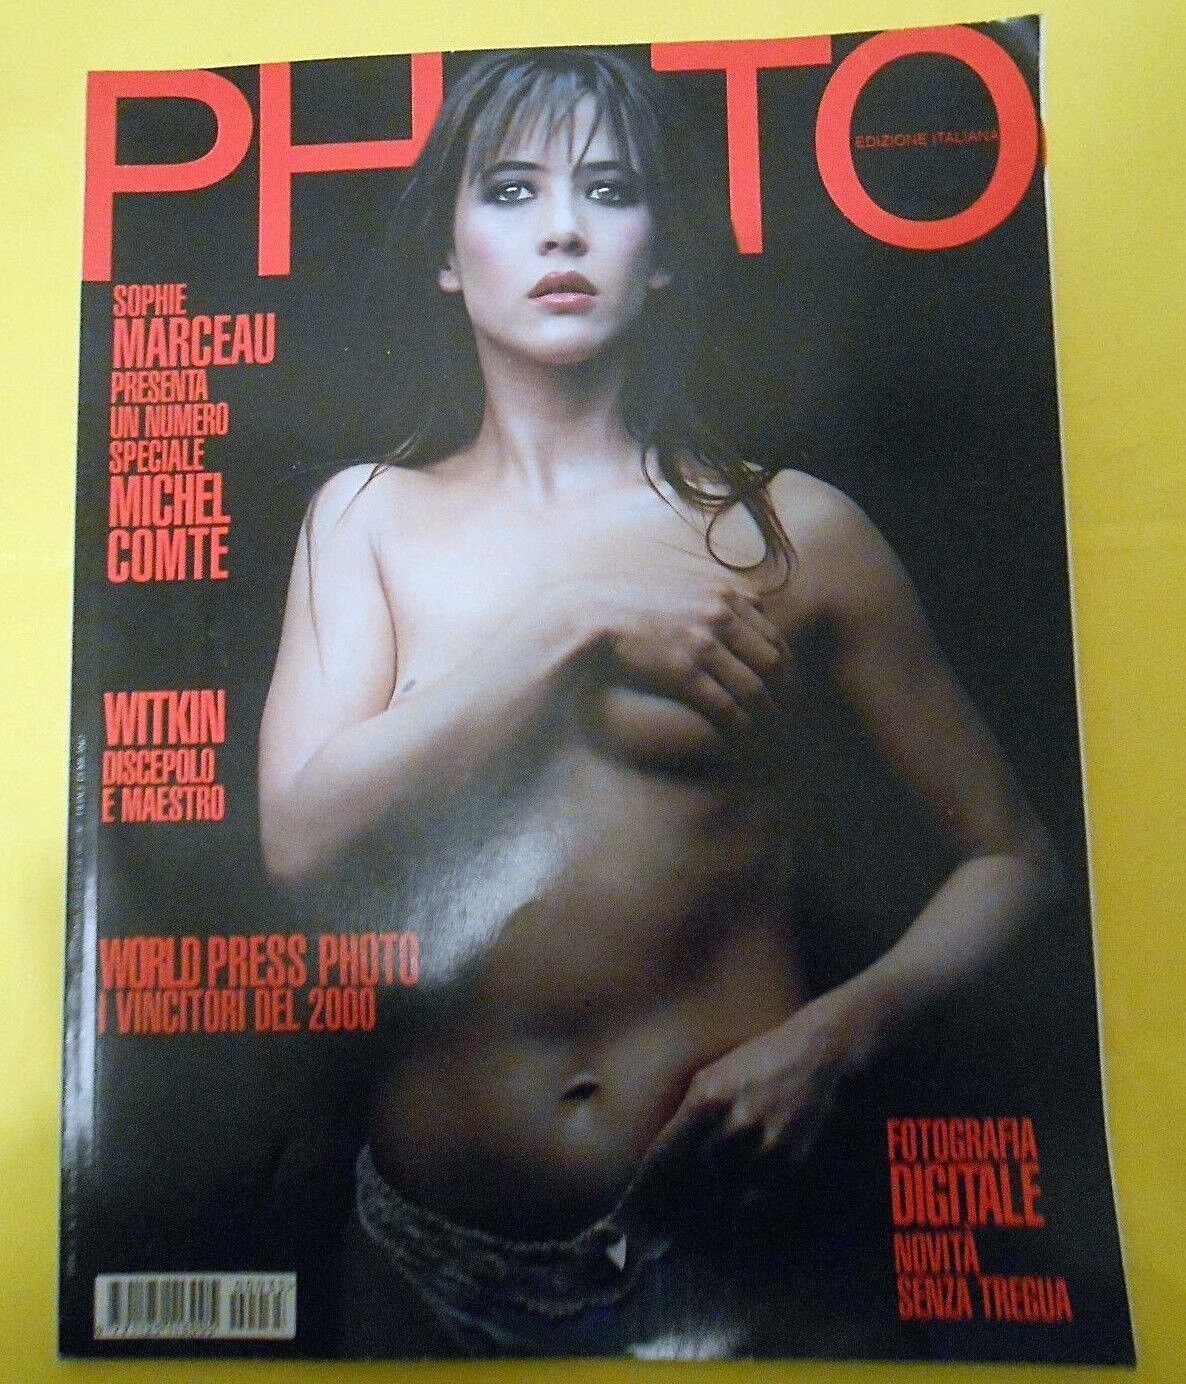 PHOTO
EDIZIONE ITALIANA
SOPHIE
MARCEAU
PRESENTA
UN NUMERO
SPECIALE
MICHEL
COMTE
WITKIN
DISCEPOLO
E MAESTRO
WORLD PRESS PHOTO
I VINCITORI DEL 2000
FOTOGRAFIA
DIGITALE
NOVITÀ
SENZA TREGUA